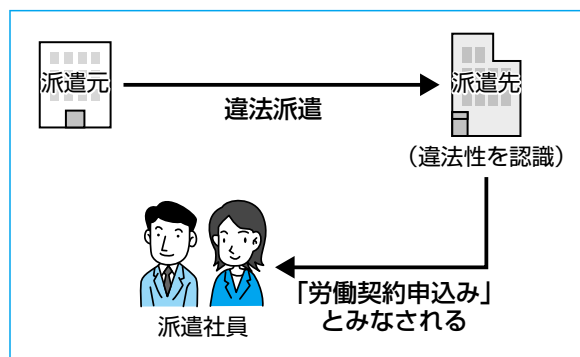 派遣元
派遣先
違法派遣
（違法性を認識）
「労働契約申込み」
とみなされる
派遣社員